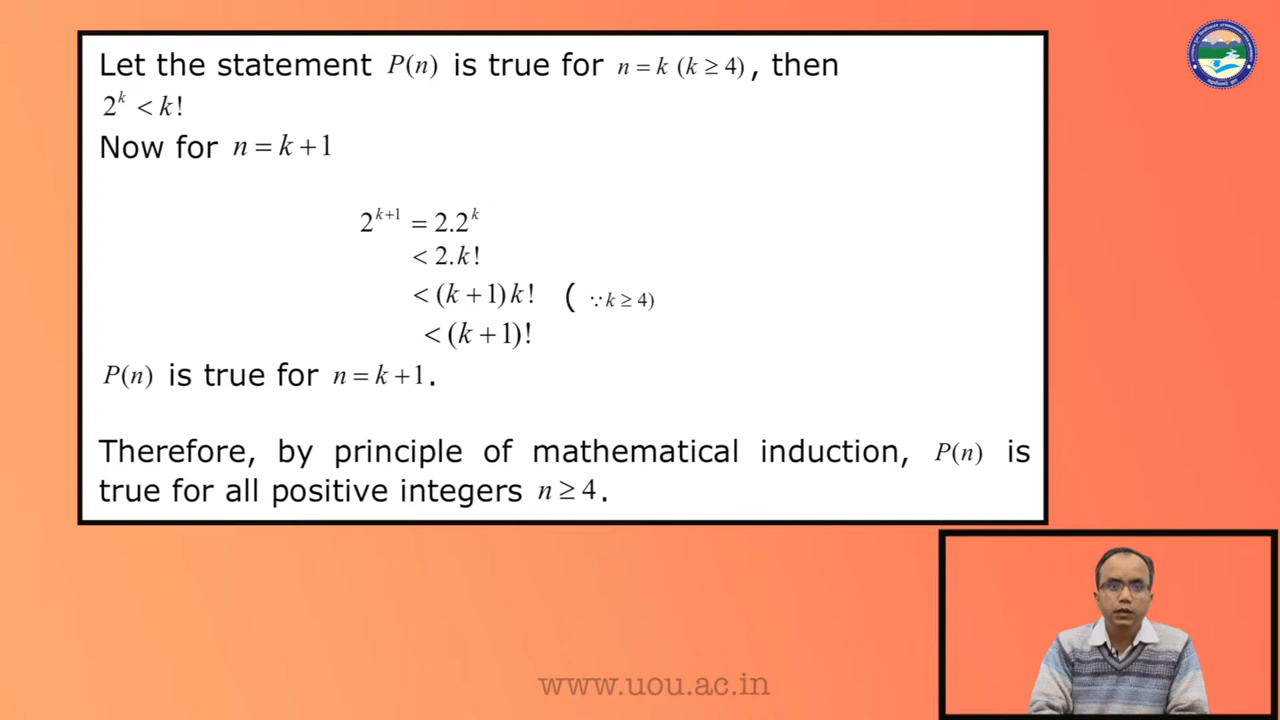 Let the statement P(n) is true for n = k (k ≥ 4), then
2^k < k!
Now for n = k + 1
2^{k+1} = 2.2^k
< 2.k!
< (k + 1) k! ( ∵ k ≥ 4)
< (k + 1)!
P(n) is true for n = k + 1.
Therefore, by principle of mathematical induction, P(n) is
true for all positive integers n ≥ 4.
www.uou.ac.in